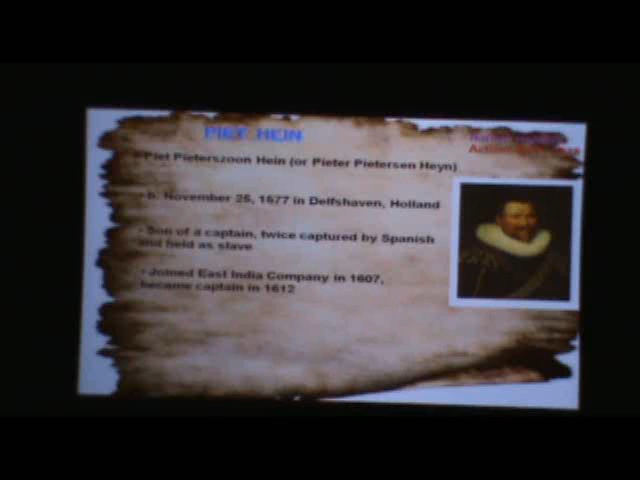 PIET HEIN
Piet Pieterszoon Hein (or Pieter Pietersen Heyn)
b. November 25, 1577 in Delfshaven, Holland
• Son of a captain, twice captured by Spanish
and held as slave
• Joined East India Company in 1607,
became captain in 1612